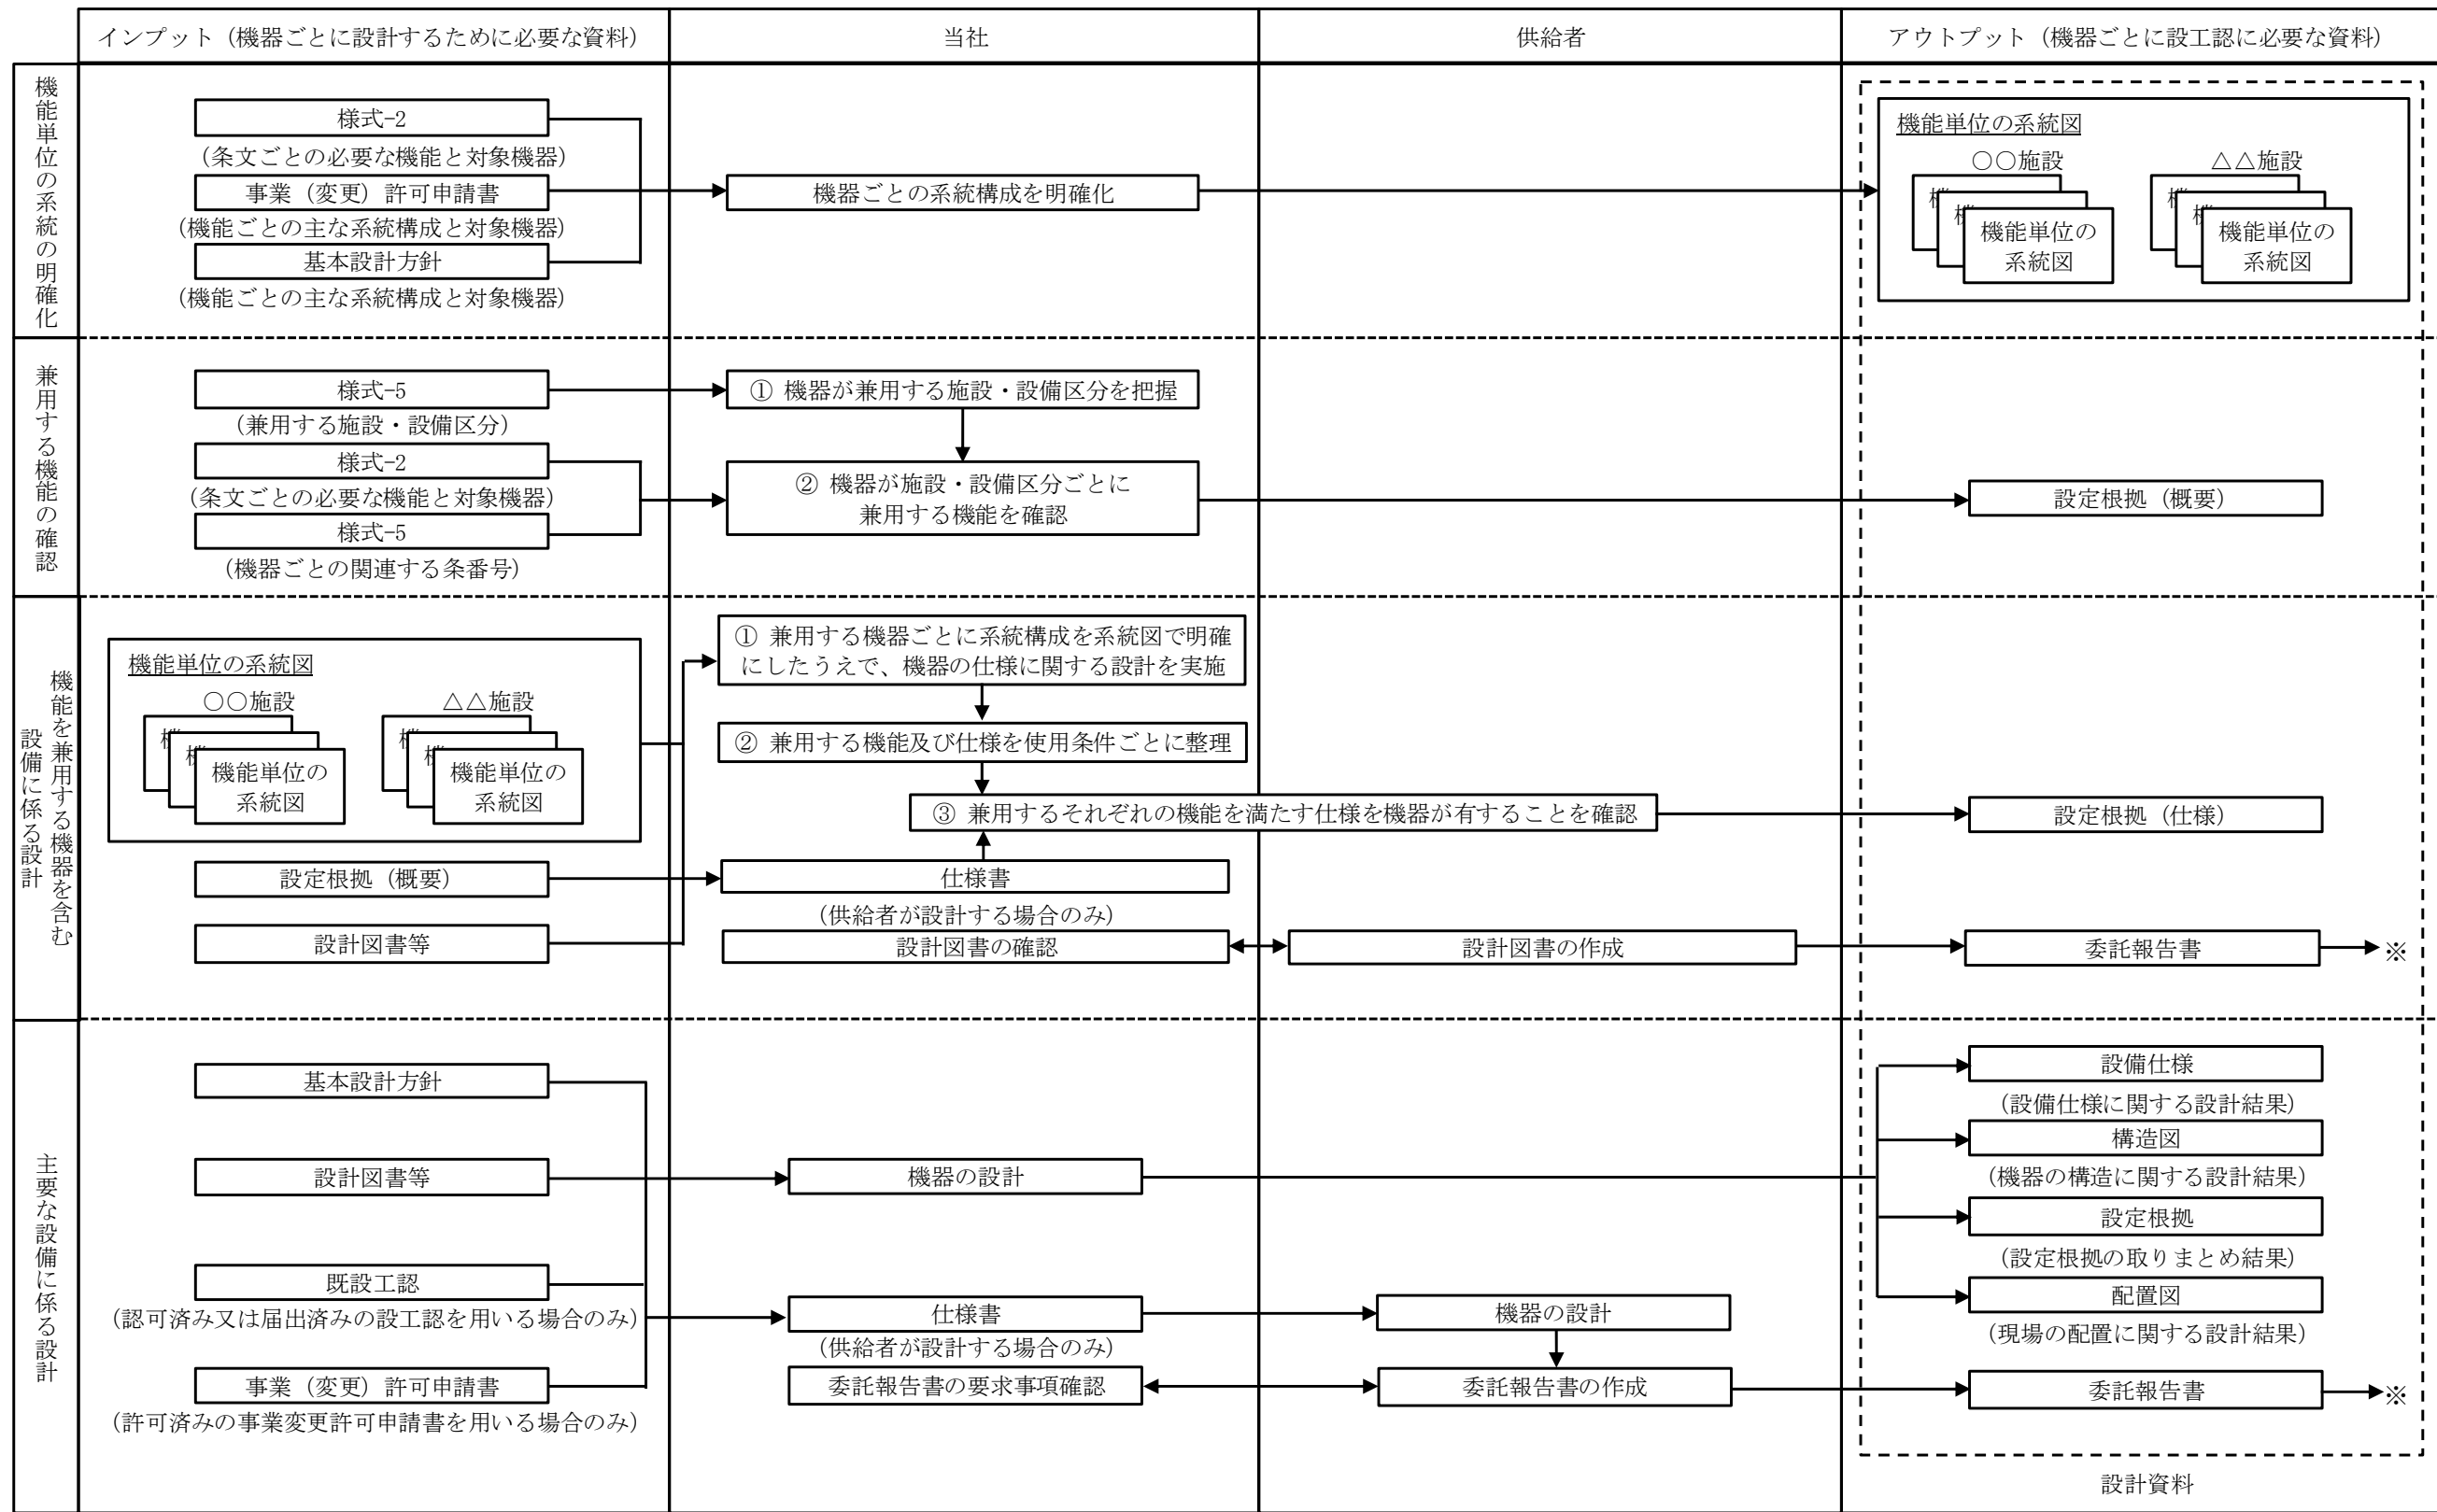 インプット（機器ごとに設計するために必要な資料）
当社
供給者
アウトプット（機器ごとに設工認に必要な資料）
機能単位の系統の明確化
様式-2
（条文ごとの必要な機能と対象機器）
事業（変更）許可申請書
（機能ごとの主な系統構成と対象機器）
基本設計方針
（機能ごとの主な系統構成と対象機器）
機器ごとの系統構成を明確化
機能単位の系統図
〇〇施設
△△施設
機
機
機能単位の
系統図
機
機
機能単位の
系統図
兼用する機能の確認
様式-5
（兼用する施設・設備区分）
様式-2
（条文ごとの必要な機能と対象機器）
様式-5
（機器ごとの関連する条番号）
① 機器が兼用する施設・設備区分を把握
② 機器が施設・設備区分ごとに
兼用する機能を確認
設定根拠（概要）
機能を兼用する機器を含む
設備に係る設計
機能単位の系統図
〇〇施設
△△施設
機
機
機能単位の
系統図
機
機
機能単位の
系統図
設定根拠（概要）
設計図書等
① 兼用する機器ごとに系統構成を系統図で明確
にしたうえで、機器の仕様に関する設計を実施
② 兼用する機能及び仕様を使用条件ごとに整理
③ 兼用するそれぞれの機能を満たす仕様を機器が有することを確認
仕様書
（供給者が設計する場合のみ）
設計図書の確認
設計図書の作成
設定根拠（仕様）
委託報告書
※
主要な設備に係る設計
基本設計方針
設計図書等
既設工認
（認可済み又は届出済みの設工認を用いる場合のみ）
事業（変更）許可申請書
（許可済みの事業変更許可申請書を用いる場合のみ）
機器の設計
仕様書
（供給者が設計する場合のみ）
委託報告書の要求事項確認
機器の設計
委託報告書の作成
設備仕様
（設備仕様に関する設計結果）
構造図
（機器の構造に関する設計結果）
設定根拠
（設定根拠の取りまとめ結果）
配置図
（現場の配置に関する設計結果）
委託報告書
※
設計資料